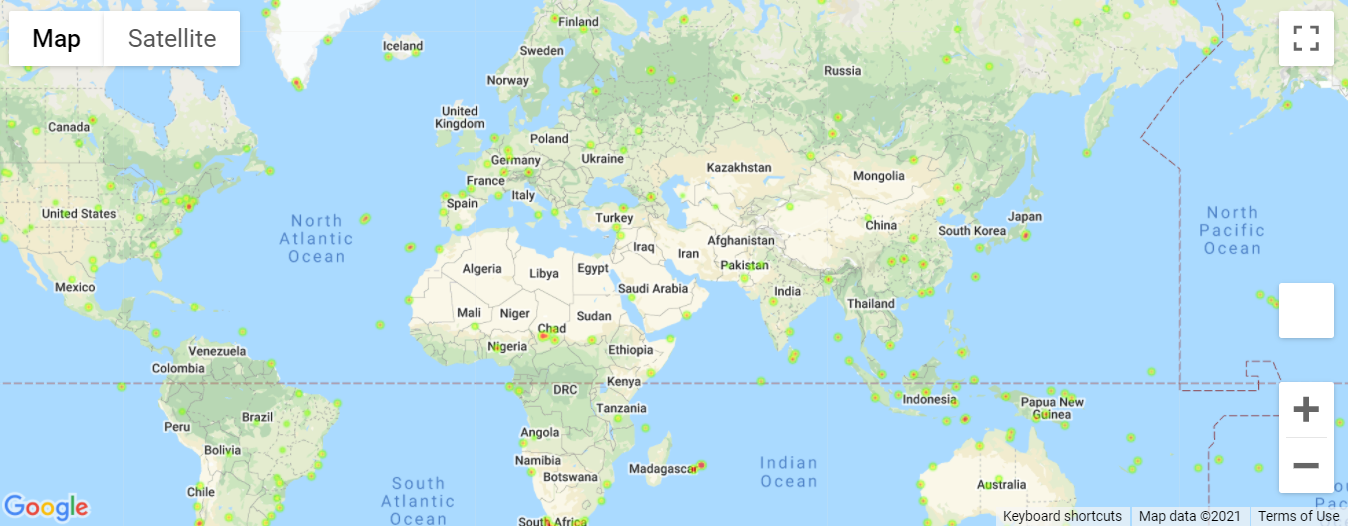 Map
Satellite
Finland
Iceland
Sweden
Russia
Norway
United
Kingdom
Canada
Poland
Germany
Ukraine
Kazakhstan
Mongolia
France
Italy
Spain
United States
Turkey
Japan
North
Atlantic
Ocean
North
Pacific
Ocean
China
South Korea
Afghanistan
Iraq
Iran
Algeria
Libya
Egypt
Pakistan
Mexico
Saudi Arabia
India
Thailand
Mali
Niger
Sudan
Chad
Nigeria
Ethiopia
Venezuela
Colombia
DRC
Kenya
Indonesia
Papua New
Guinea
Tanzania
Brazil
Peru
Angola
Bolivia
Namibia
Madagascar
Botswana
Indian
Ocean
Chile
South
Atlantic
Ocean
Australia
South Africa
Google
Keyboard shortcuts
Map data ©2021
Terms of Use